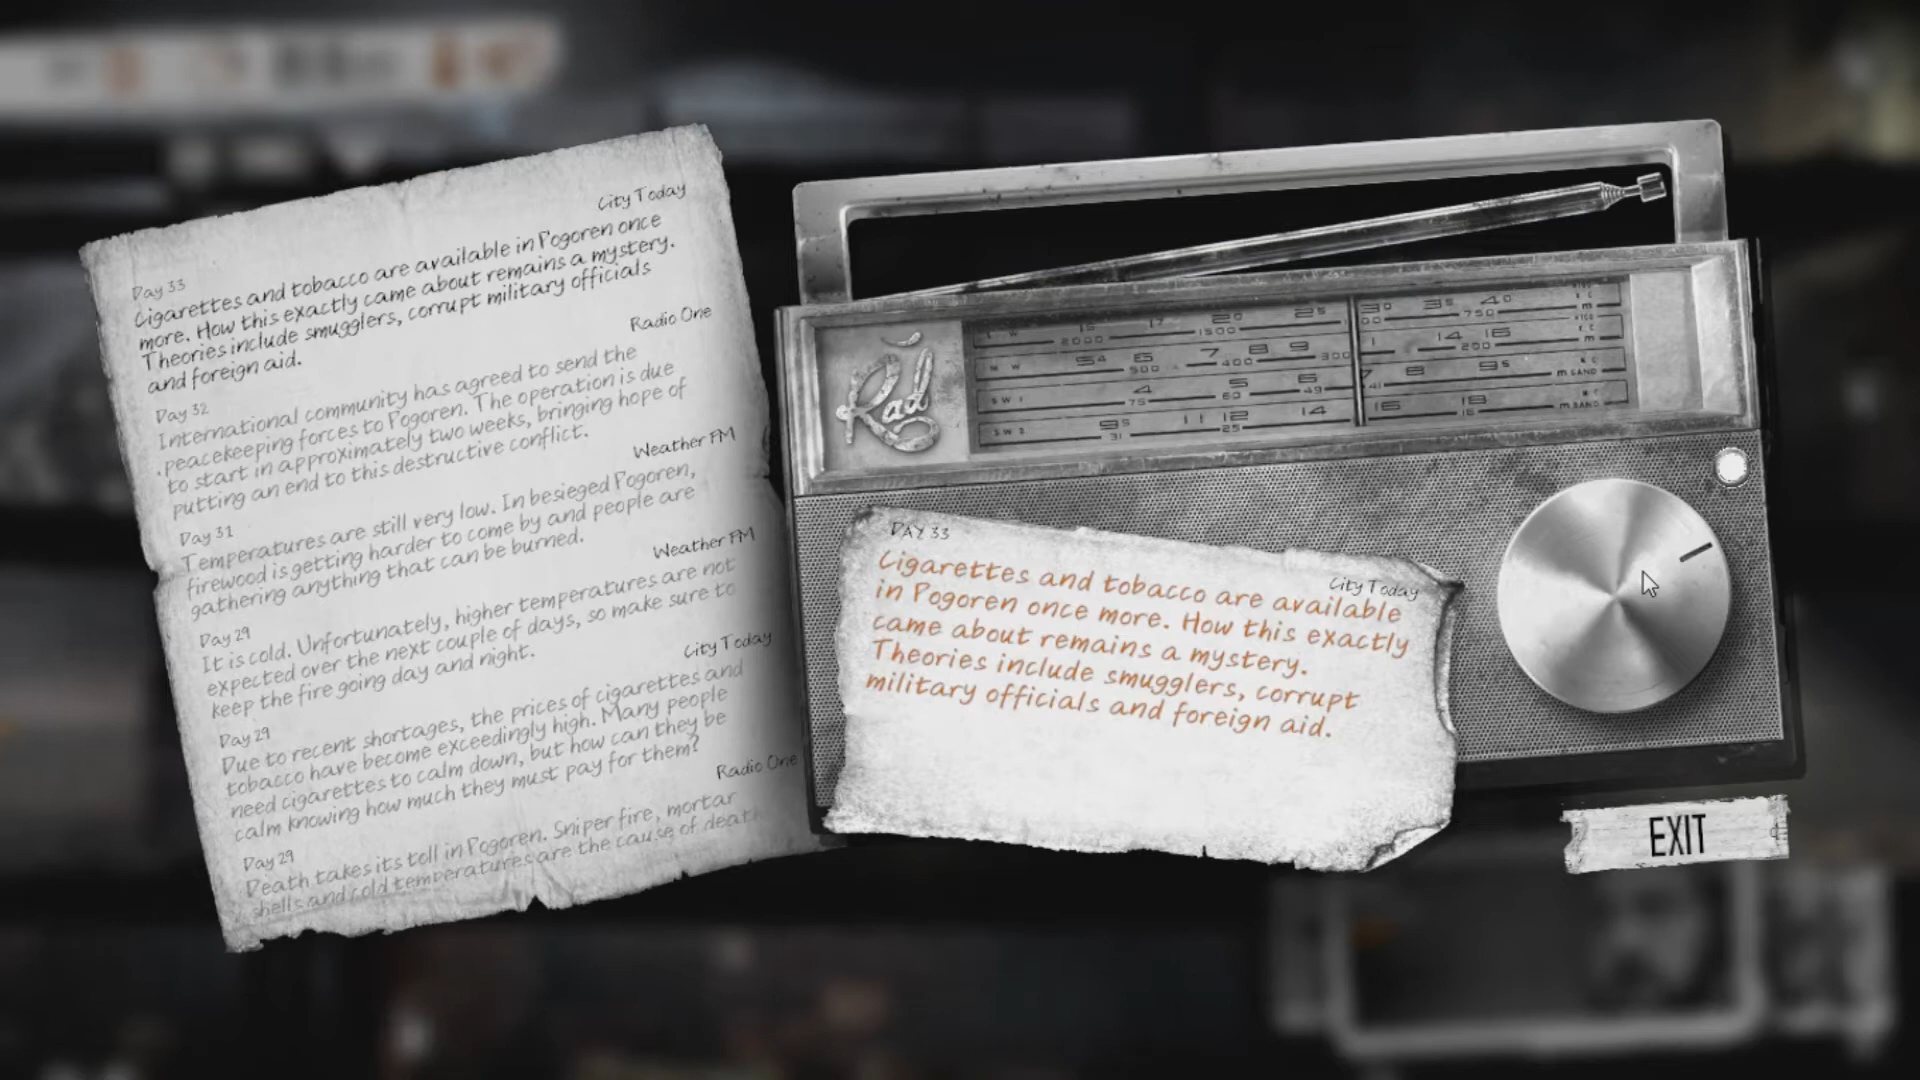 City Today
Day 33
Cigarettes and tobacco are available in Pogoren once
more. How this exactly came about remains a mystery.
Theories include smugglers, corrupt military officials
and foreign aid.
Radio One
Day 32
International community has agreed to send the
peacekeeping forces to Pogoren. The operation is due
to start in approximately two weeks, bringing hope of
putting an end to this destructive conflict.
Weather FM
Day 31
Temperatures are still very low. In besieged Pogoren,
firewood is getting harder to come by and people are
gathering anything that can be burned.
Weather FM
Day 29
It is cold. Unfortunately, higher temperatures are not
expected over the next couple of days, so make sure to
keep the fire going day and night.
City Today
Day 29
Due to recent shortages, the prices of cigarettes and
tobacco have become exceedingly high. Many people
need cigarettes to calm down, but how can they be
calm knowing how much they must pay for them?
Radio One
Day 29
Death takes its toll in Pogoren. Sniper fire, mortar
shells and cold temperatures are the cause of death
Rad
DAY 33
City Today
Cigarettes and tobacco are available
in Pogoren once more. How this exactly
came about remains a mystery.
Theories include smugglers, corrupt
military officials and foreign aid.
EXIT